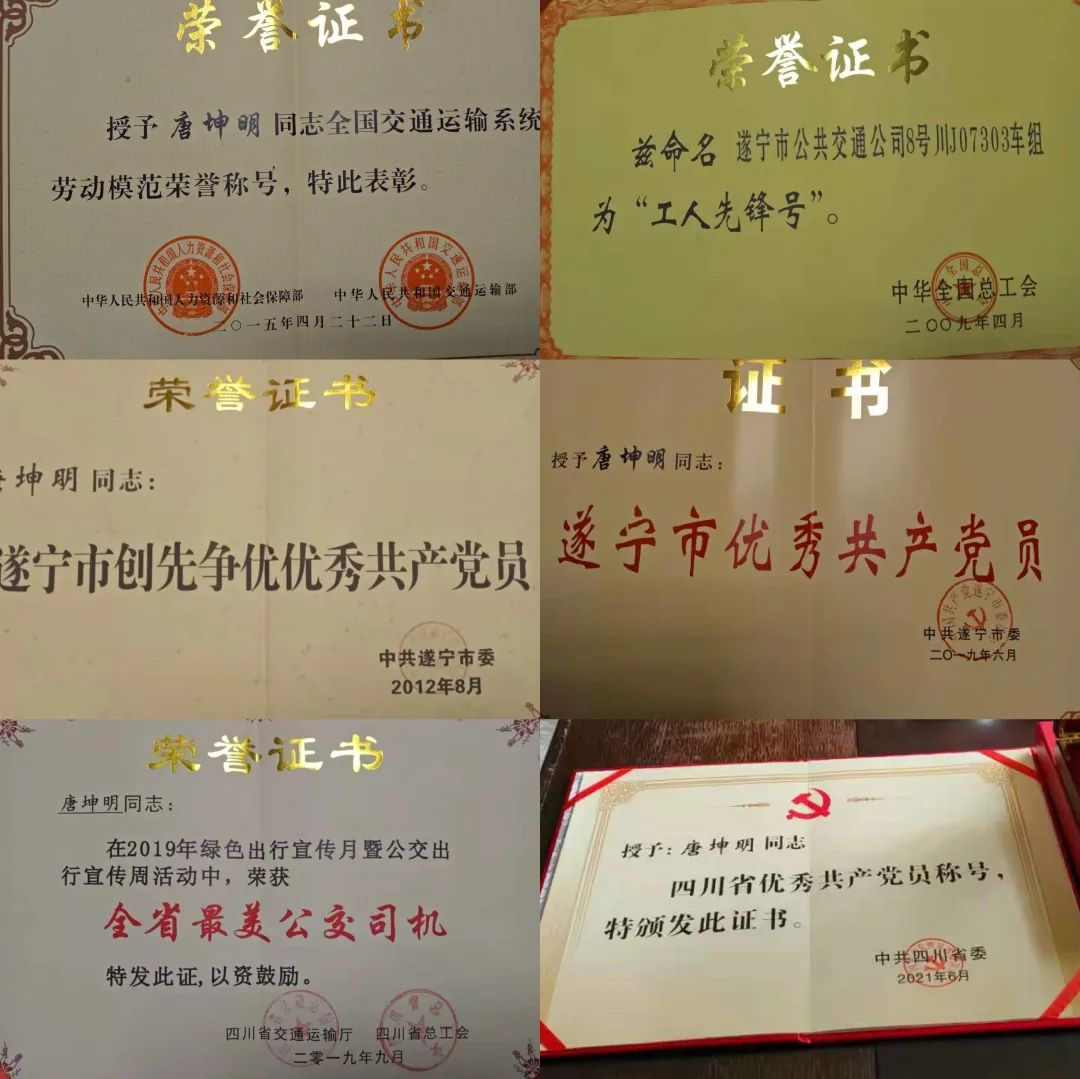 荣誉证书
授予 唐坤明 同志全国交通运输系统
劳动模范荣誉称号，特此表彰。
中华人民共和国人力资源和社会保障部 中华人民共和国交通运输部
二〇一五年四月二十二日
荣誉证书
兹命名 遂宁市公共交通公司8号川J07303车组
为“工人先锋号”。
中华全国总工会
二〇〇九年四月
荣誉证书
坤明 同志：
遂宁市创先争优优秀共产党员
中共遂宁市委
2012年8月
证书
授予唐坤明同志：
遂宁市优秀共产党员
中共遂宁市委
二〇一九年六月
荣誉证书
唐坤明同志：
在2019年绿色出行宣传月暨公交出
行宣传周活动中，荣获
全省最美公交司机
特发此证，以资鼓励。
四川省交通运输厅 四川省总工会
二零一九年九月
授予：唐坤明同志
四川省优秀共产党员称号，
特颁发此证书。
中共四川省委
2021年6月